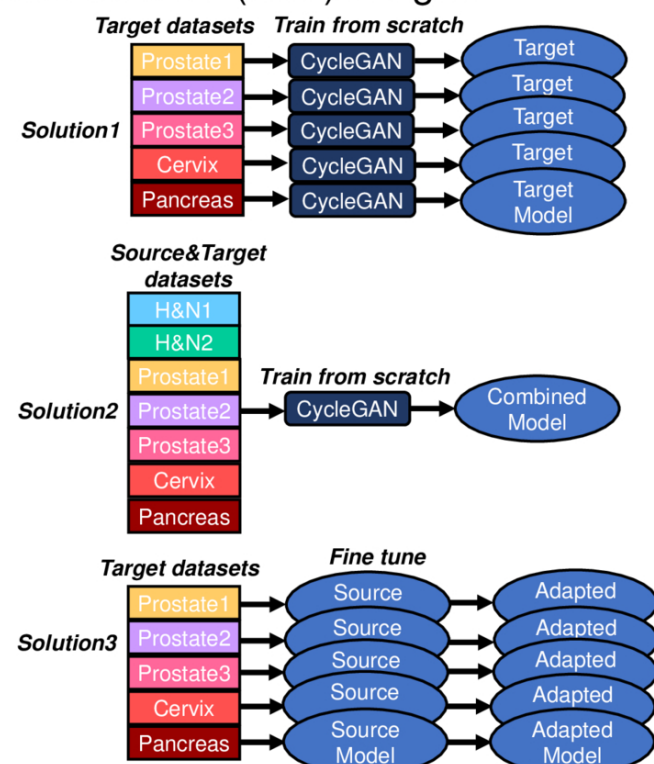 Target datasets Train from scratch
Prostate1 CycleGAN Target
Prostate2 CycleGAN Target
Solution1 Prostate3 CycleGAN Target
Cervix CycleGAN Target
Pancreas CycleGAN Target
Model
Source&Target
datasets
H&N1
H&N2
Prostate1 Train from scratch
Solution2 Prostate2 CycleGAN Combined
Model
Prostate3
Cervix
Pancreas
Target datasets Fine tune
Prostate1 Source Adapted
Prostate2 Source Adapted
Solution3 Prostate3 Source Adapted
Cervix Source Adapted
Pancreas Source Adapted
Model Model